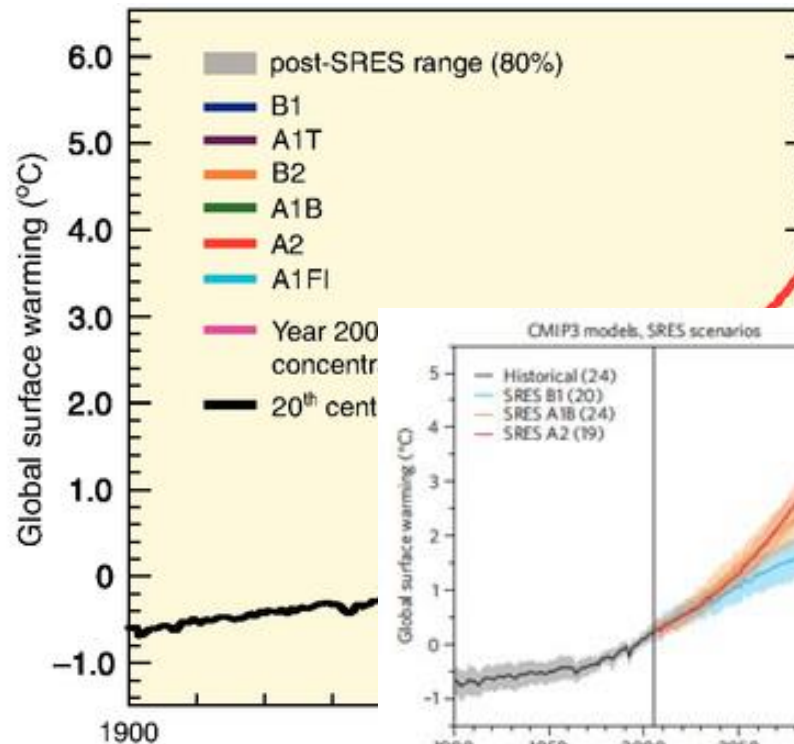 6.0
5.0
4.0
3.0
2.0
1.0
0
−1.0
Global surface warming (°C)
post-SRES range (80%)
B1
A1T
B2
A1B
A2
A1FI
Year 200
concentr
20th cent
1900
CMIP3 models, SRES scenarios
Historical (24)
SRES B1 (20)
SRES A1B (24)
SRES A2 (19)
Global surface warming (°C)
5
4
3
2
1
0
-1